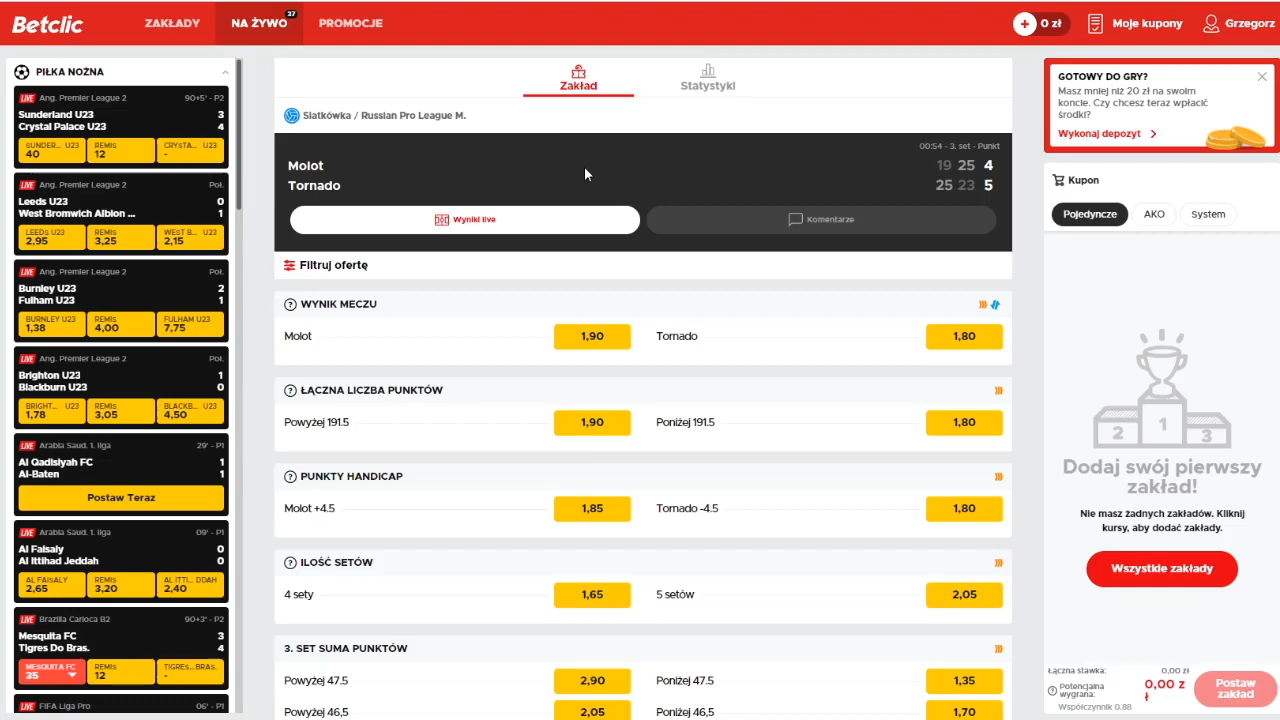 Betclic
ZAKŁADY
NA ŻYWO
37
PROMOCJE
+ 0 zł
Moje kupony
Grzegorz
PIŁKA NOŻNA
LIVE Ang. Premier League 2 90+5' - P2
Sunderland U23 3
Crystal Palace U23 4
SUNDER... U23 REMIS CRYSTA... U23
40 12 -
LIVE Ang. Premier League 2 Poł.
Leeds U23 0
West Bromwich Albion ... 1
LEEDS U23 REMIS WEST B... U23
2,95 3,25 2,15
LIVE Ang. Premier League 2 Poł.
Burnley U23 2
Fulham U23 1
BURNLEY U23 REMIS FULHAM U23
1,38 4,00 7,75
LIVE Ang. Premier League 2 Poł.
Brighton U23 1
Blackburn U23 0
BRIGHT... U23 REMIS BLACKB... U23
1,78 3,05 4,50
LIVE Arabia Saud. 1. liga 29' - P1
Al Qadisiyah FC 1
Al-Baten 1
Postaw Teraz
LIVE Arabia Saud. 1. liga 09' - P1
Al Faisaly 0
Al Ittihad Jeddah 0
AL FAISALY REMIS AL ITTI... DDAH
2,65 3,20 2,40
LIVE Brazilia Carioca B2 90+3' - P2
Mesquita FC 3
Tigres Do Bras. 4
MESQUITA FC REMIS TIGRES... BRAS.
35 12 -
LIVE FIFA Liga Pro 06' - P1
Zakład
Statystyki
Siatkówka / Russian Pro League M.
00:54 - 3. set - Punkt
Molot 19 25 4
Tornado 25 23 5
Wyniki live
Komentarze
Filtruj ofertę
? WYNIK MECZU
Molot 1,90 Tornado 1,80
? ŁĄCZNA LICZBA PUNKTÓW
Powyżej 191.5 1,90 Poniżej 191.5 1,80
? PUNKTY HANDICAP
Molot +4.5 1,85 Tornado -4.5 1,80
? ILOŚĆ SETÓW
4 sety 1,65 5 setów 2,05
3. SET SUMA PUNKTÓW
Powyżej 47.5 2,90 Poniżej 47.5 1,35
Powyżej 46,5 2,05 Poniżej 46,5 1,70
GOTOWY DO GRY?
Masz mniej niż 20 zł na swoim
koncie. Czy chcesz teraz wpłacić
środki?
Wykonaj depozyt
Kupon
Pojedyncze
AKO
System
2 1 3
Dodaj swój pierwszy
zakład!
Nie masz żadnych zakładów. Kliknij
kursy, aby dodać zakłady.
Wszystkie zakłady
Łączna stawka: 0,00 zł
? Potencjalna
wygrana:
0,00 z
ł
Współczynnik 0.88
Postaw
zakład